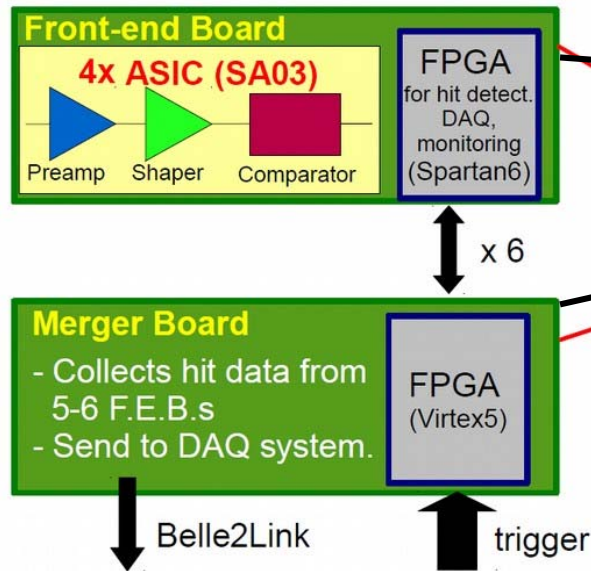 Front-end Board
4x ASIC (SA03)
Preamp Shaper Comparator
FPGA
for hit detect.
DAQ,
monitoring
(Spartan6)
x 6
Merger Board
- Collects hit data from
5-6 F.E.B.s
- Send to DAQ system.
FPGA
(Virtex5)
Belle2Link
trigger